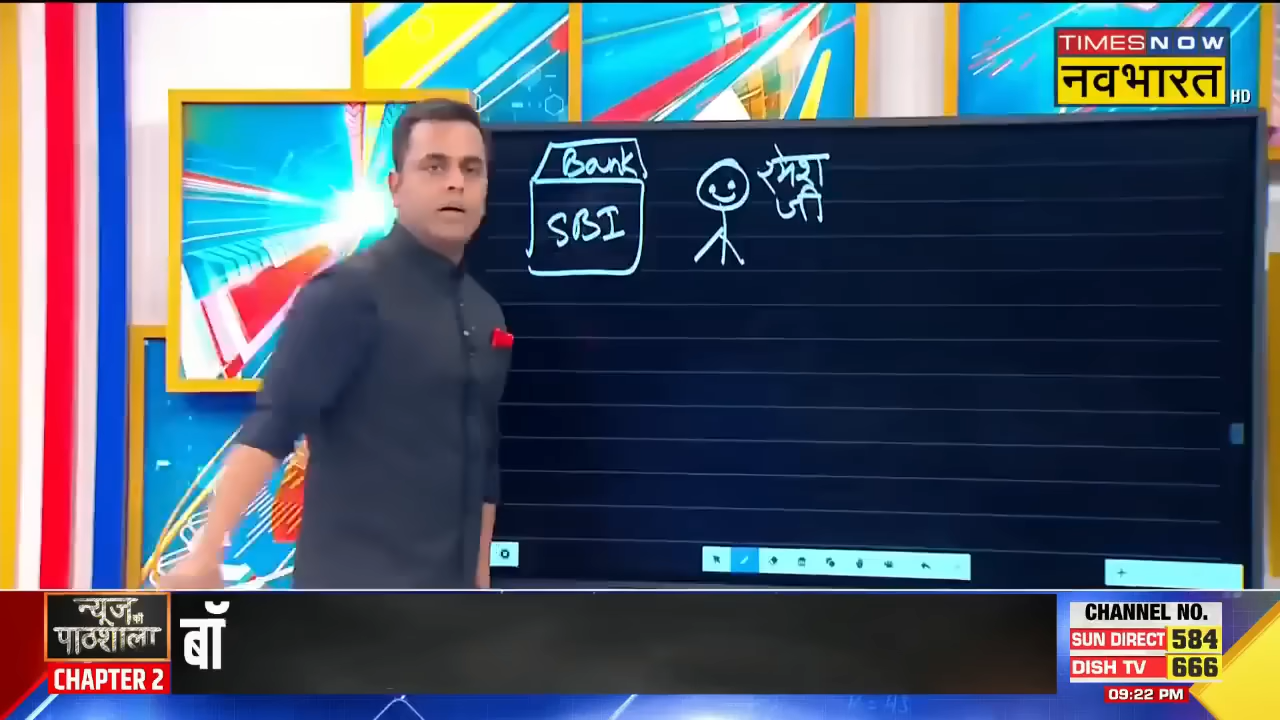 TIMES NOW
नवभारत
HD
Bank
SBI
रमेश
जी
न्यूज़ की
पाठशाला
CHAPTER 2
बॉ
CHANNEL NO.
SUN DIRECT 584
DISH TV 666
09:22 PM